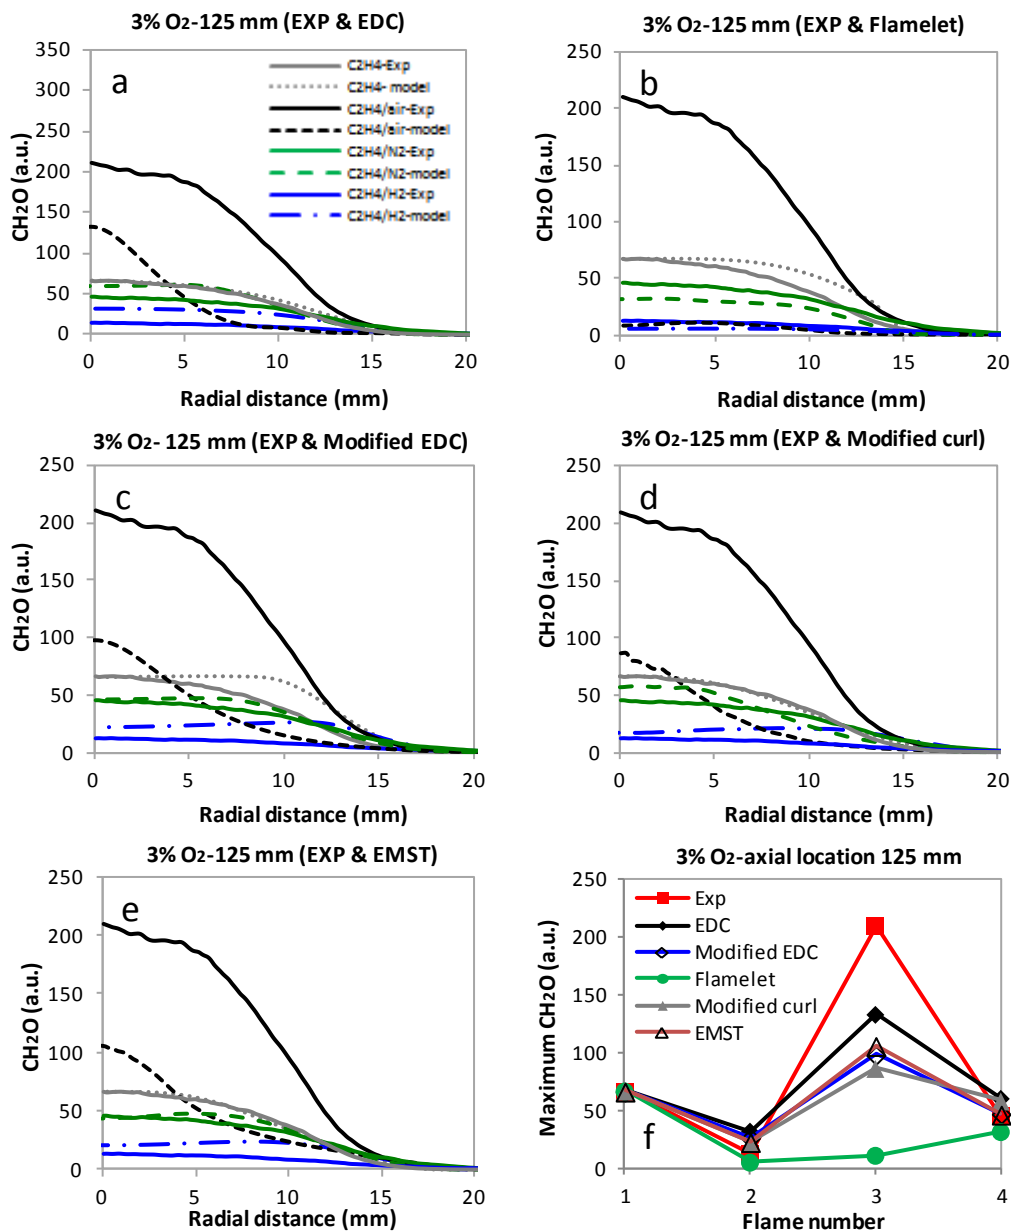 3% O2-125 mm (EXP & EDC)
350
300
250
200
150
100
50
0
0
5
10
15
20
CH2O (a.u.)
Radial distance (mm)
a
C2H4-Exp
C2H4- model
C2H4/air-Exp
C2H4/air-model
C2H4/N2-Exp
C2H4/N2-model
C2H4/H2-Exp
C2H4/H2-model
3% O2-125 mm (EXP & Flamelet)
250
200
150
100
50
0
0
5
10
15
20
CH2O (a.u.)
Radial distance (mm)
b
3% O2- 125 mm (EXP & Modified EDC)
250
200
150
100
50
0
0
5
10
15
20
CH2O (a.u.)
Radial distance (mm)
c
3% O2-125 mm (EXP & Modified curl)
250
200
150
100
50
0
0
5
10
15
20
CH2O (a.u.)
Radial distance (mm)
d
3% O2-125 mm (EXP & EMST)
250
200
150
100
50
0
0
5
10
15
20
CH2O (a.u.)
Radial distance (mm)
e
3% O2-axial location 125 mm
250
200
150
100
50
0
1
2
3
4
Maximum CH2O (a.u.)
Flame number
f
Exp
EDC
Modified EDC
Flamelet
Modified curl
EMST